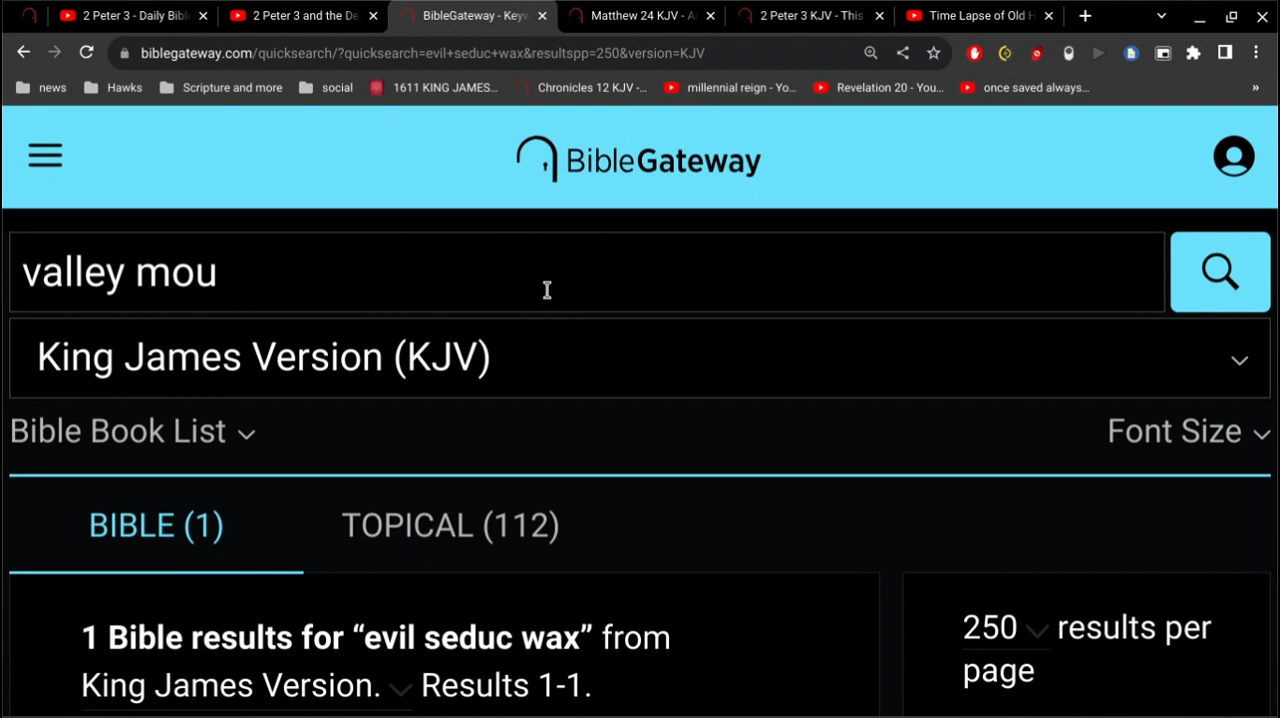 2 Peter 3 - Daily Bibl
2 Peter 3 and the De
BibleGateway - Keyw
Matthew 24 KJV - A
2 Peter 3 KJV - This
Time Lapse of Old H
biblegateway.com/quicksearch/?quicksearch=evil+seduc+wax&resultspp=250&version=KJV
news
Hawks
Scripture and more
social
1611 KING JAMES...
Chronicles 12 KJV -...
millennial reign - Yo...
Revelation 20 - You...
once saved always...
»
BibleGateway
valley mou
King James Version (KJV)
Bible Book List
Font Size
BIBLE (1)
TOPICAL (112)
1 Bible results for “evil seduc wax” from
King James Version. Results 1-1.
250 results per
page